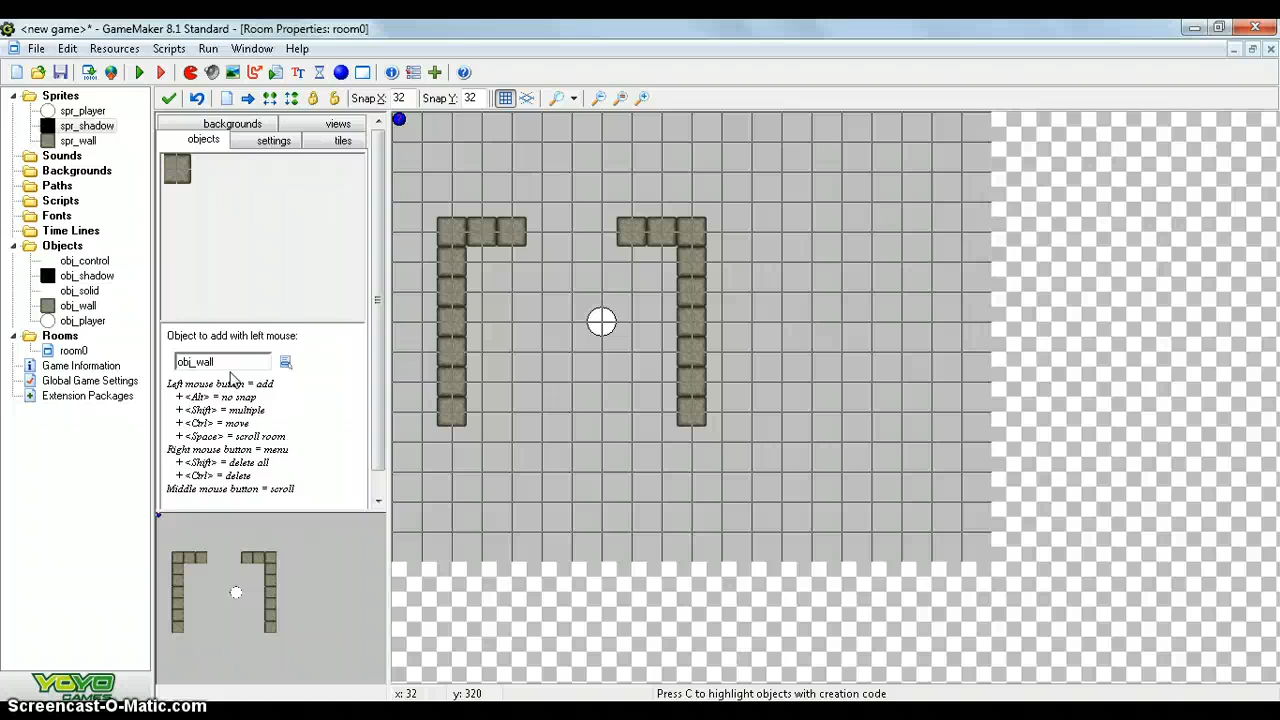 <new game>* - GameMaker 8.1 Standard - [Room Properties: room0]
File Edit Resources Scripts Run Window Help
Snap X: 32 Snap Y: 32
Sprites
spr_player
spr_shadow
spr_wall
Sounds
Backgrounds
Paths
Scripts
Fonts
Time Lines
Objects
obj_control
obj_shadow
obj_solid
obj_wall
obj_player
Rooms
room0
Game Information
Global Game Settings
Extension Packages
backgrounds views
objects settings tiles
Object to add with left mouse:
obj_wall
Left mouse button = add
+ <Alt> = no snap
+ <Shift> = multiple
+ <Ctrl> = move
+ <Space> = scroll room
Right mouse button = menu
+ <Shift> = delete all
+ <Ctrl> = delete
Middle mouse button = scroll
x: 32 y: 320 Press C to highlight objects with creation code
YOYO
GAMES
Screencast-O-Matic.com